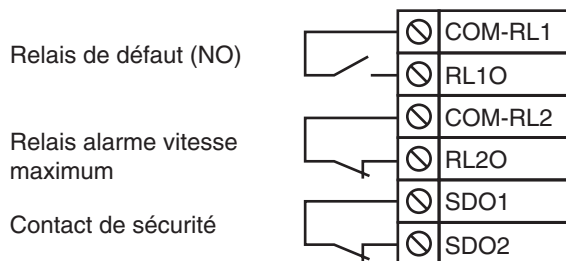 COM-RL1
Relais de défaut (NO)
RL1O
COM-RL2
Relais alarme vitesse
maximum
RL2O
SDO1
Contact de sécurité
SDO2